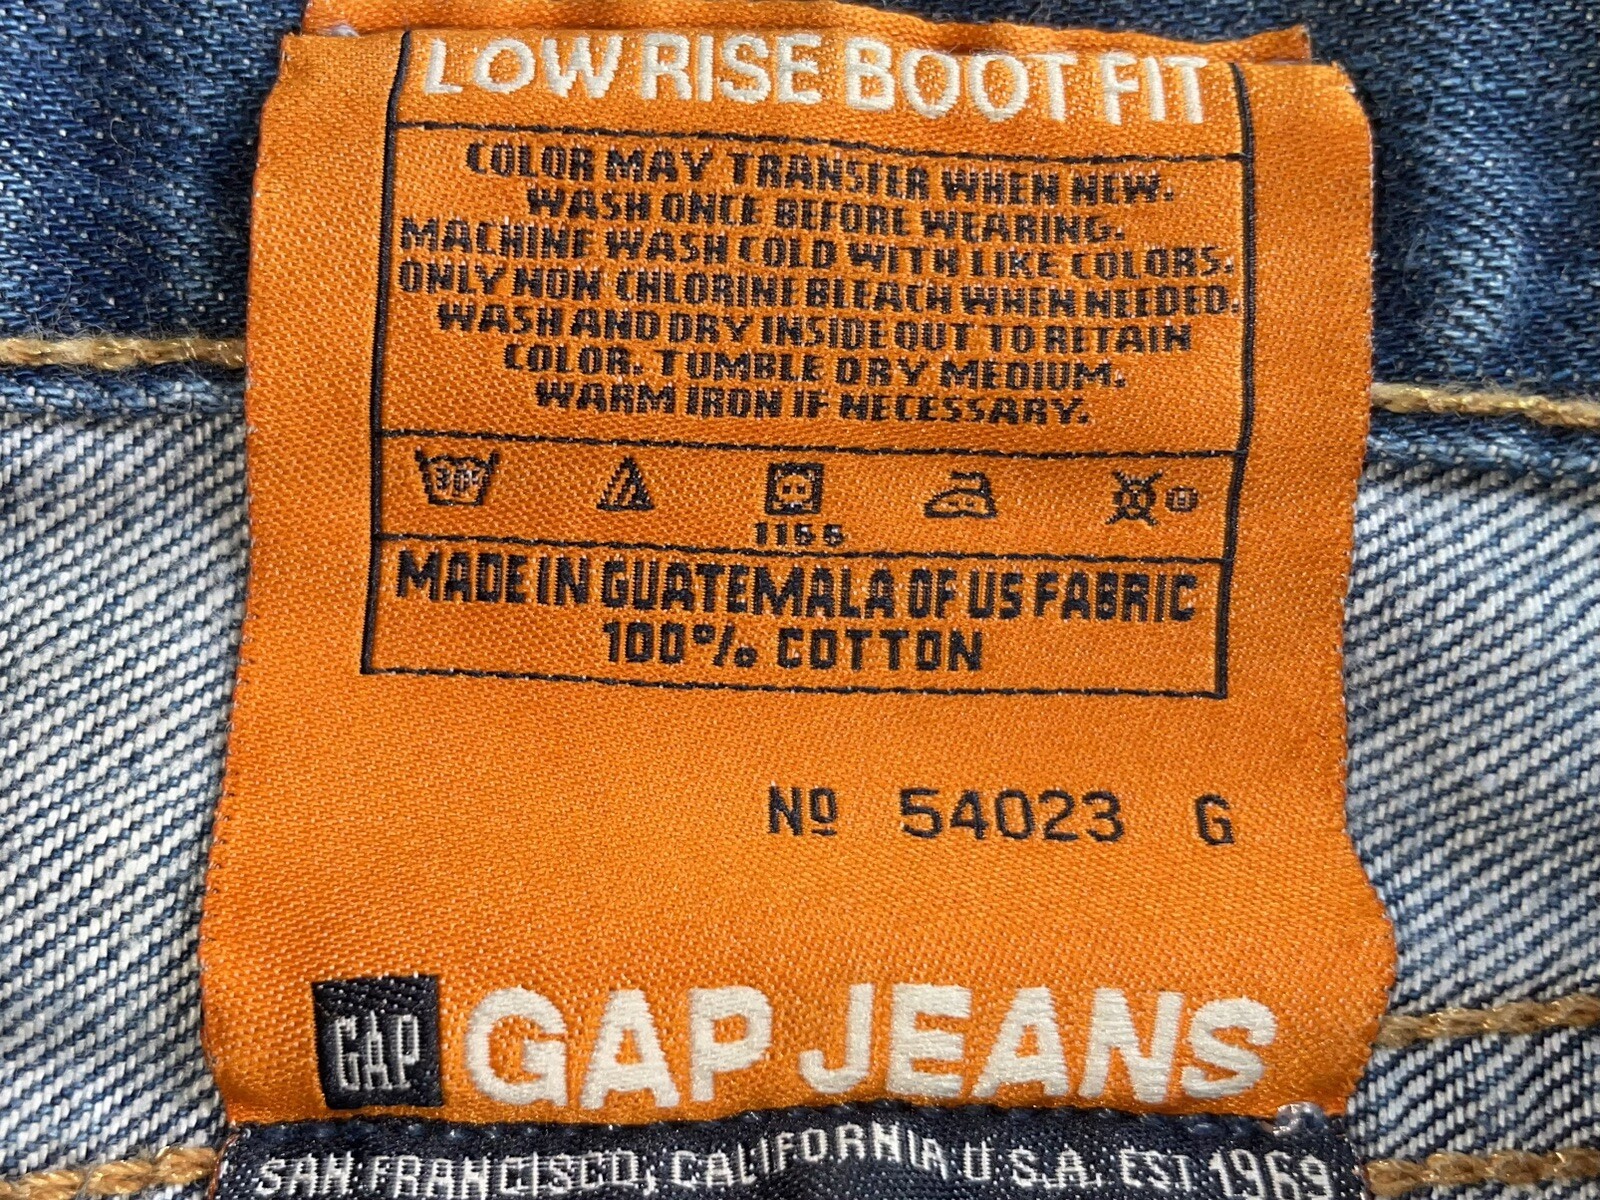 LOW RISE BOOT FIT
COLOR MAY TRANSFER WHEN NEW.
WASH ONCE BEFORE WEARING.
MACHINE WASH COLD WITH LIKE COLORS.
ONLY NON CHLORINE BLEACH WHEN NEEDED.
WASH AND DRY INSIDE OUT TO RETAIN
COLOR. TUMBLE DRY MEDIUM.
WARM IRON IF NECESSARY.
30°
1166
MADE IN GUATEMALA OF US FABRIC
100% COTTON
Nº 54023 G
GAP GAP JEANS
SAN FRANCISCO, CALIFORNIA U.S.A. EST. 1969